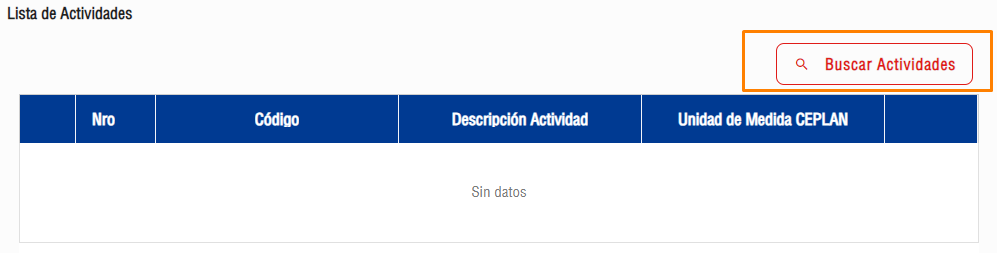 Lista de Actividades
Buscar Actividades
Nro Código Descripción Actividad Unidad de Medida CEPLAN
Sin datos